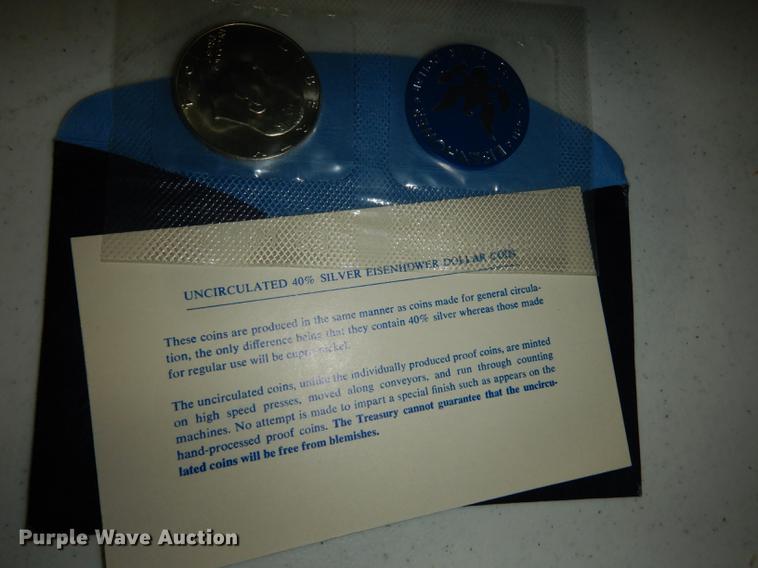 LIBERTY
UNCIRCULATED 40% SILVER EISENHOWER DOLLAR COIN
These coins are produced in the same manner as coins made for general circula-
tion, the only difference being that they contain 40% silver whereas those made
for regular use will be cupro-nickel.
The uncirculated coins, unlike the individually produced proof coins, are minted
on high speed presses, moved along conveyors, and run through counting
machines. No attempt is made to impart a special finish such as appears on the
hand-processed proof coins. The Treasury cannot guarantee that the uncircu-
lated coins will be free from blemishes.
Purple Wave Auction